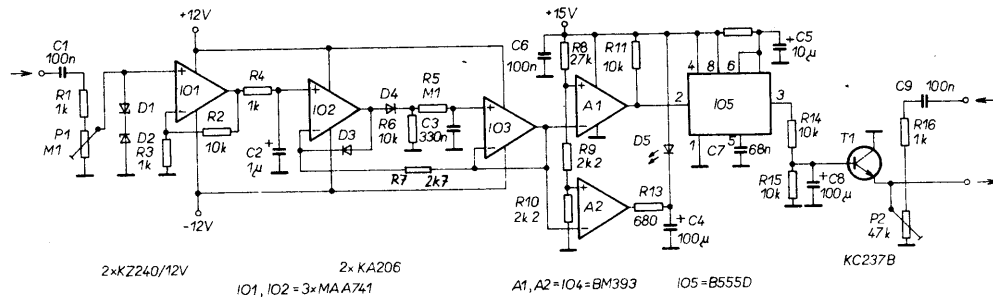 +12V
+15V
C1
100n
R1
1k
P1
M1
D1
D2
R3
1k
+
−
IO1
R2
10k
R4
1k
C2
1µ
+
−
IO2
D4
R6
10k
D3
R5
M1
C3
330n
R7
2k7
+
−
IO3
-12V
C6
100n
R8
27k
R9
2k2
R10
2k2
+
−
A1
+
−
A2
R11
10k
D5
R13
680
+
C4
100µ
4
8
6
2
IO5
3
1
5
C7
68n
+
C5
10µ
R14
10k
R15
10k
+
C8
100µ
T1
C9
100n
R16
1k
P2
47k
KC237B
2×KZ240/12V
2× KA206
IO1, IO2 = 3×MAA741
A1, A2=IO4=BM393
IO5=B555D